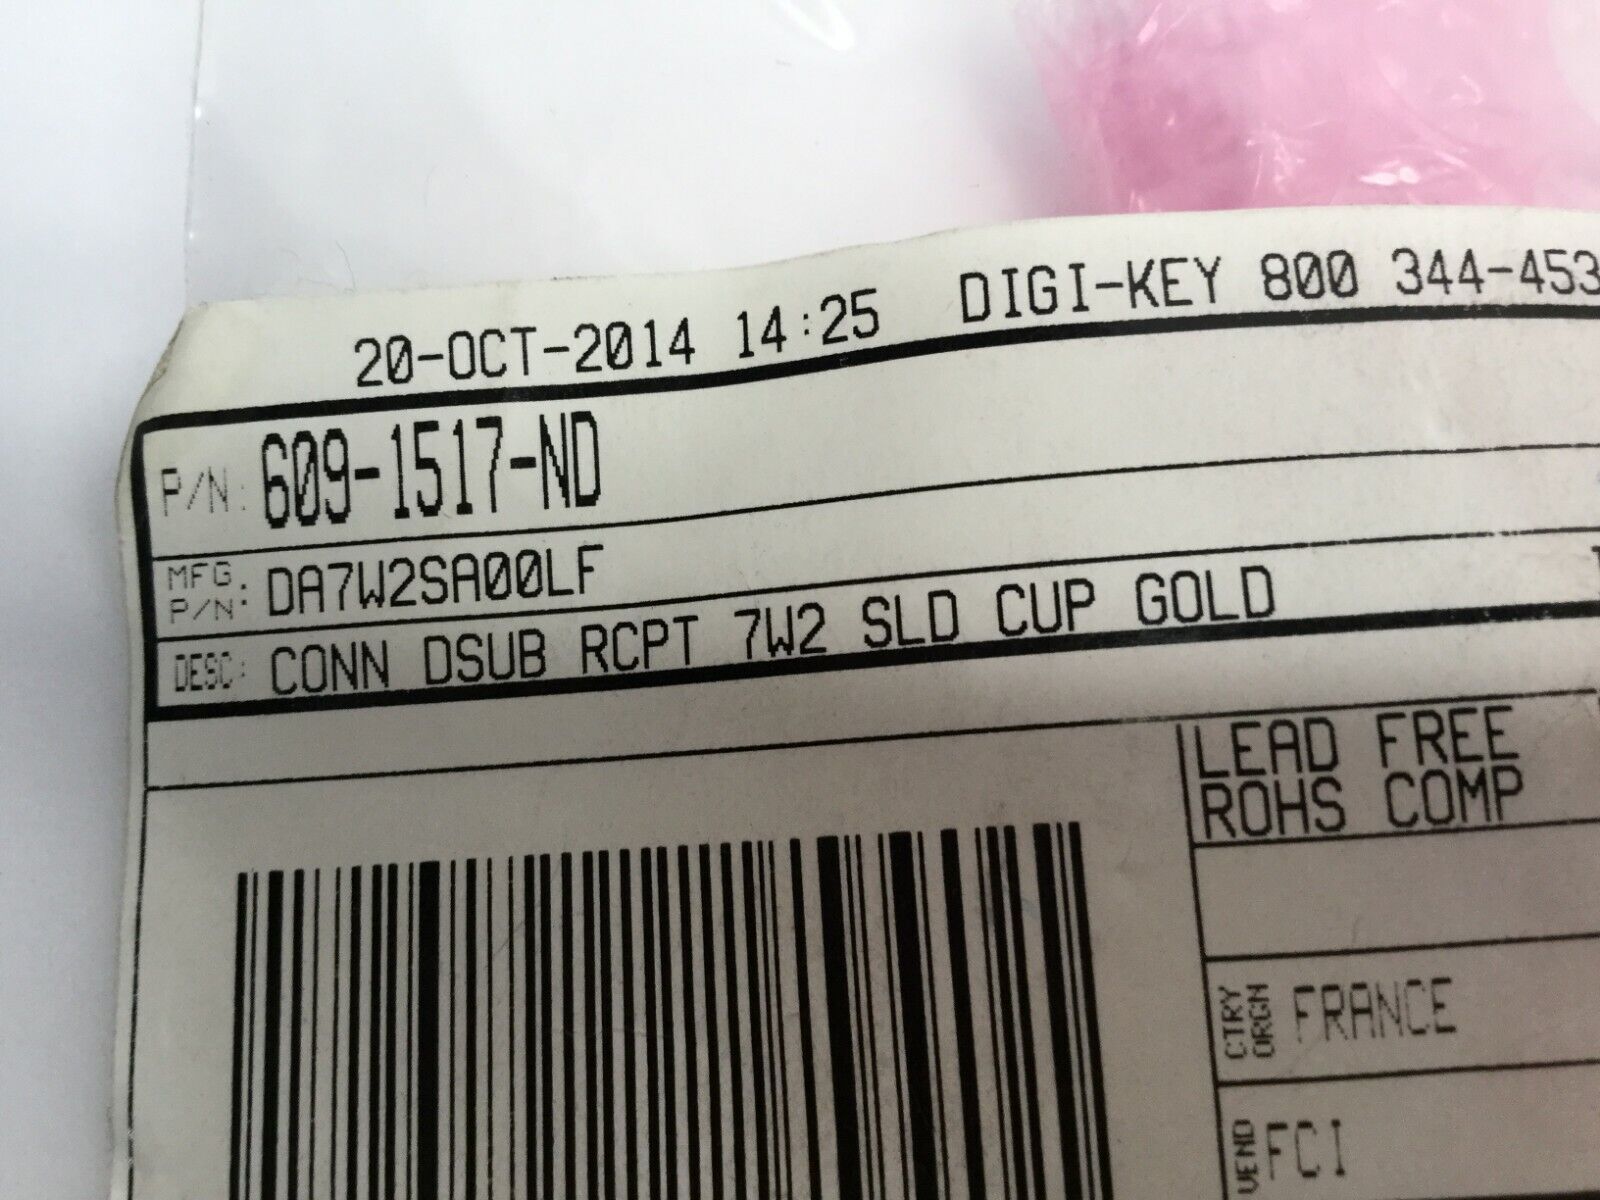 20-OCT-2014 14:25 DIGI-KEY 800 344-453
P/N: 609-1517-ND
MFG. P/N: DA7W2SA00LF
DESC: CONN DSUB RCPT 7W2 SLD CUP GOLD
LEAD FREE
ROHS COMP
CTRY ORGN FRANCE
VEND FCI